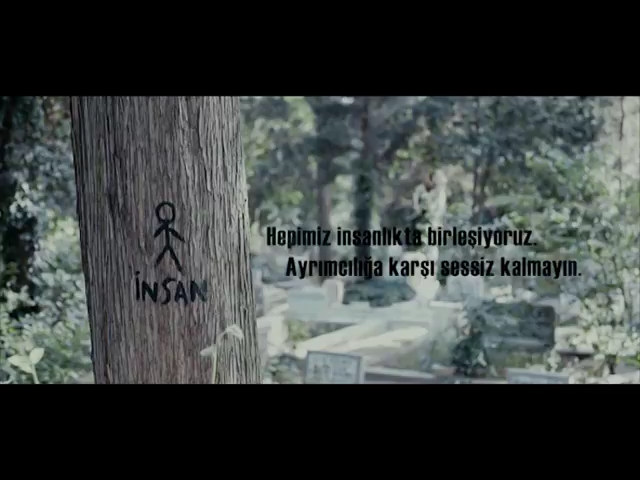 Hepimiz insanlıkta birleşiyoruz.
Ayrımcılığa karşı sessiz kalmayın.
İNSAN